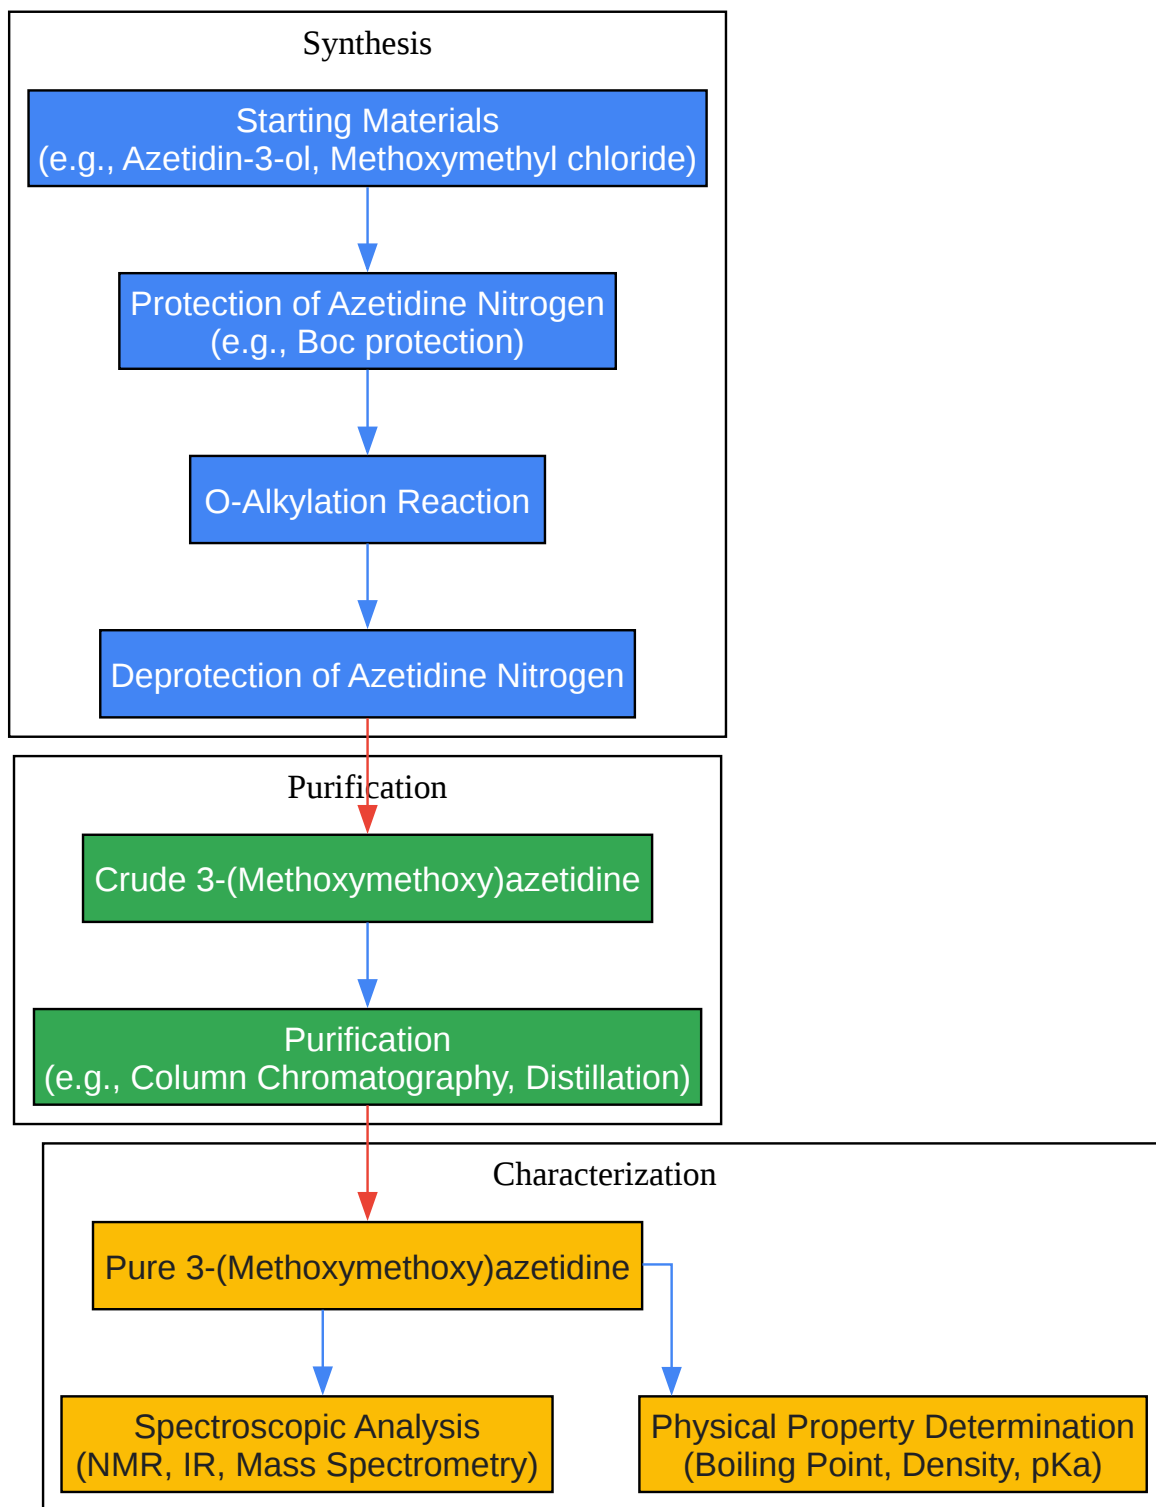 Synthesis
Starting Materials
(e.g., Azetidin-3-ol, Methoxymethyl chloride)
Protection of Azetidine Nitrogen
(e.g., Boc protection)
O-Alkylation Reaction
Deprotection of Azetidine Nitrogen
Purification
Crude 3-(Methoxymethoxy)azetidine
Purification
(e.g., Column Chromatography, Distillation)
Characterization
Pure 3-(Methoxymethoxy)azetidine
Spectroscopic Analysis
(NMR, IR, Mass Spectrometry)
Physical Property Determination
(Boiling Point, Density, pKa)